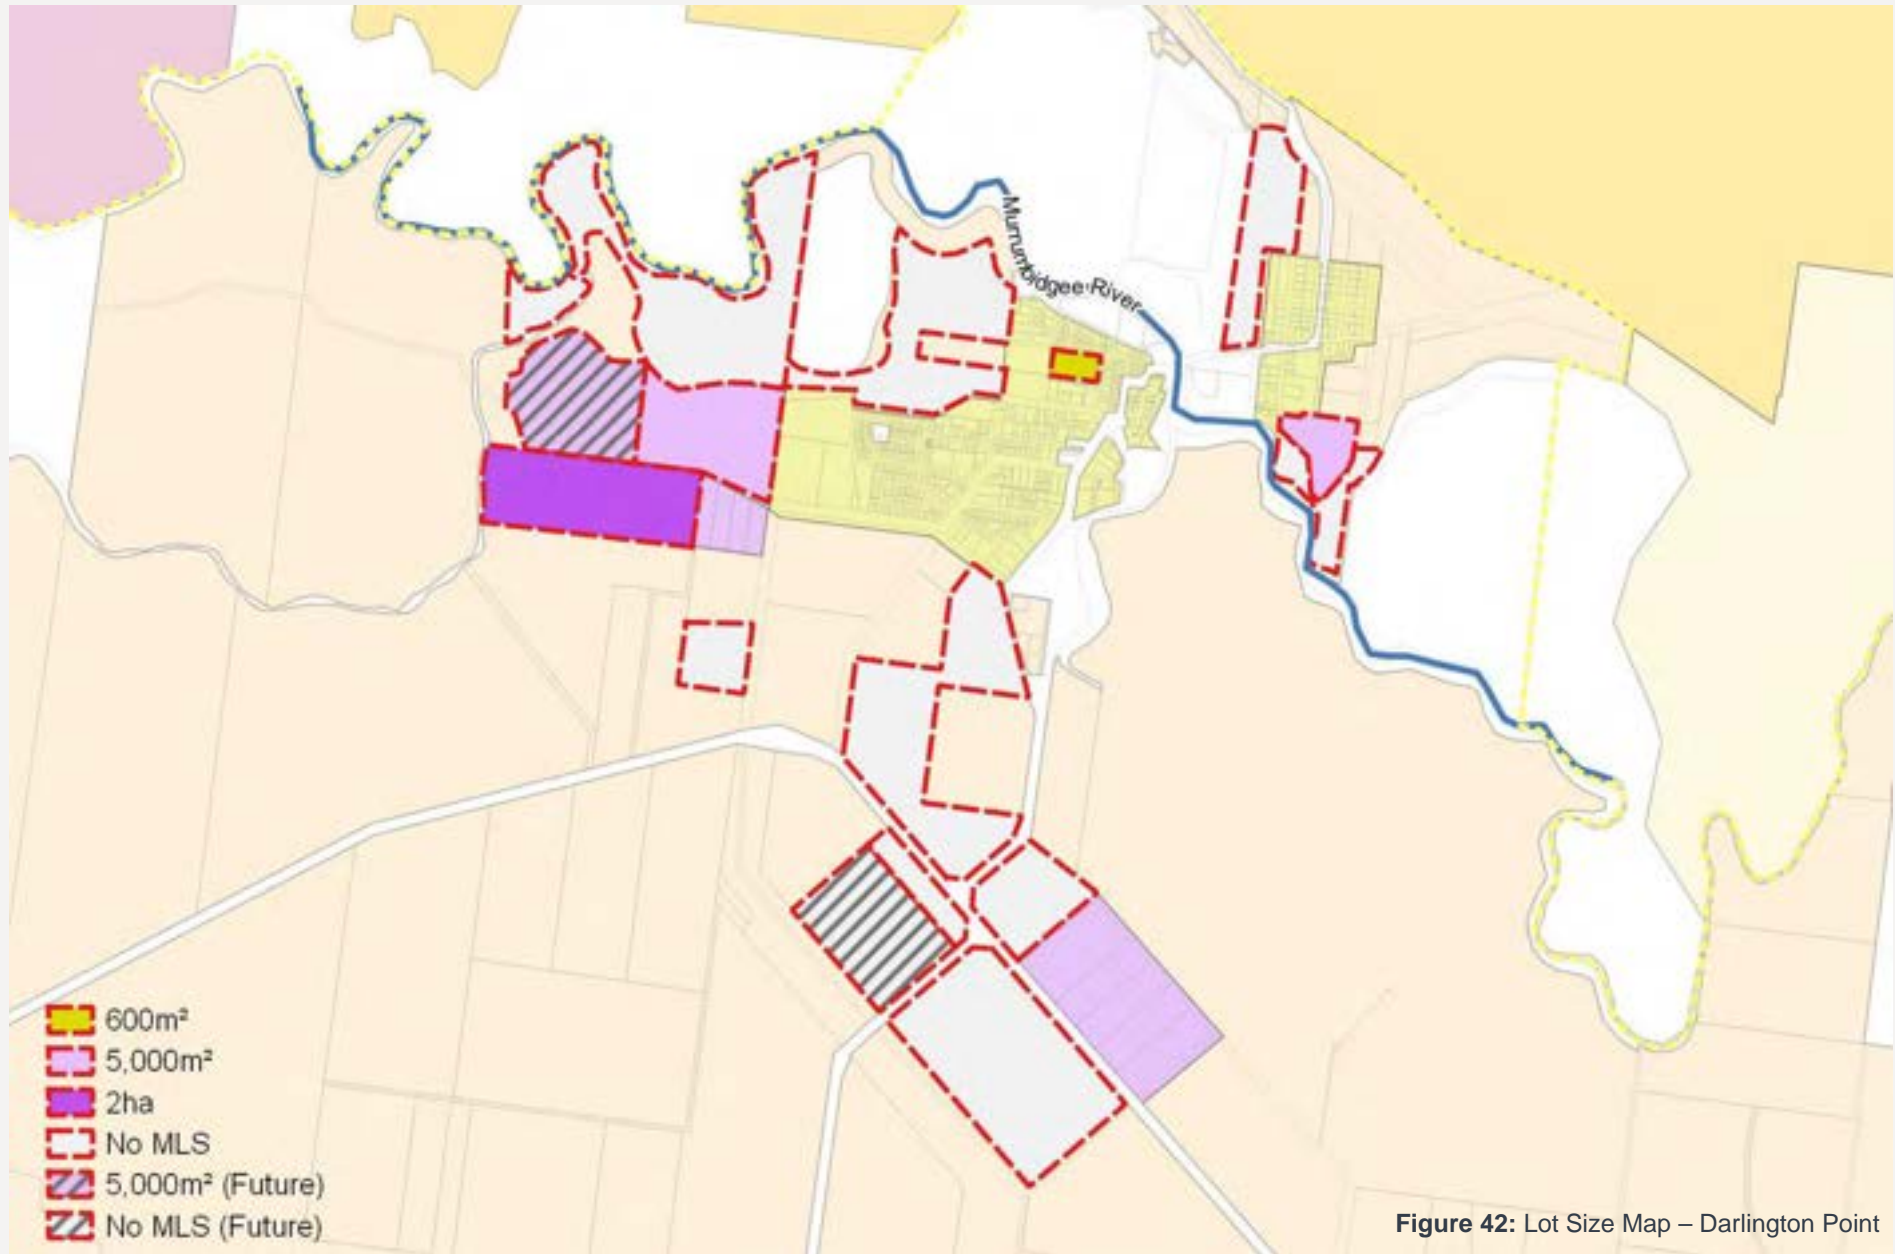 Murrumbidgee River
600m²
5,000m²
2ha
No MLS
5,000m² (Future)
No MLS (Future)
Figure 42: Lot Size Map – Darlington Point